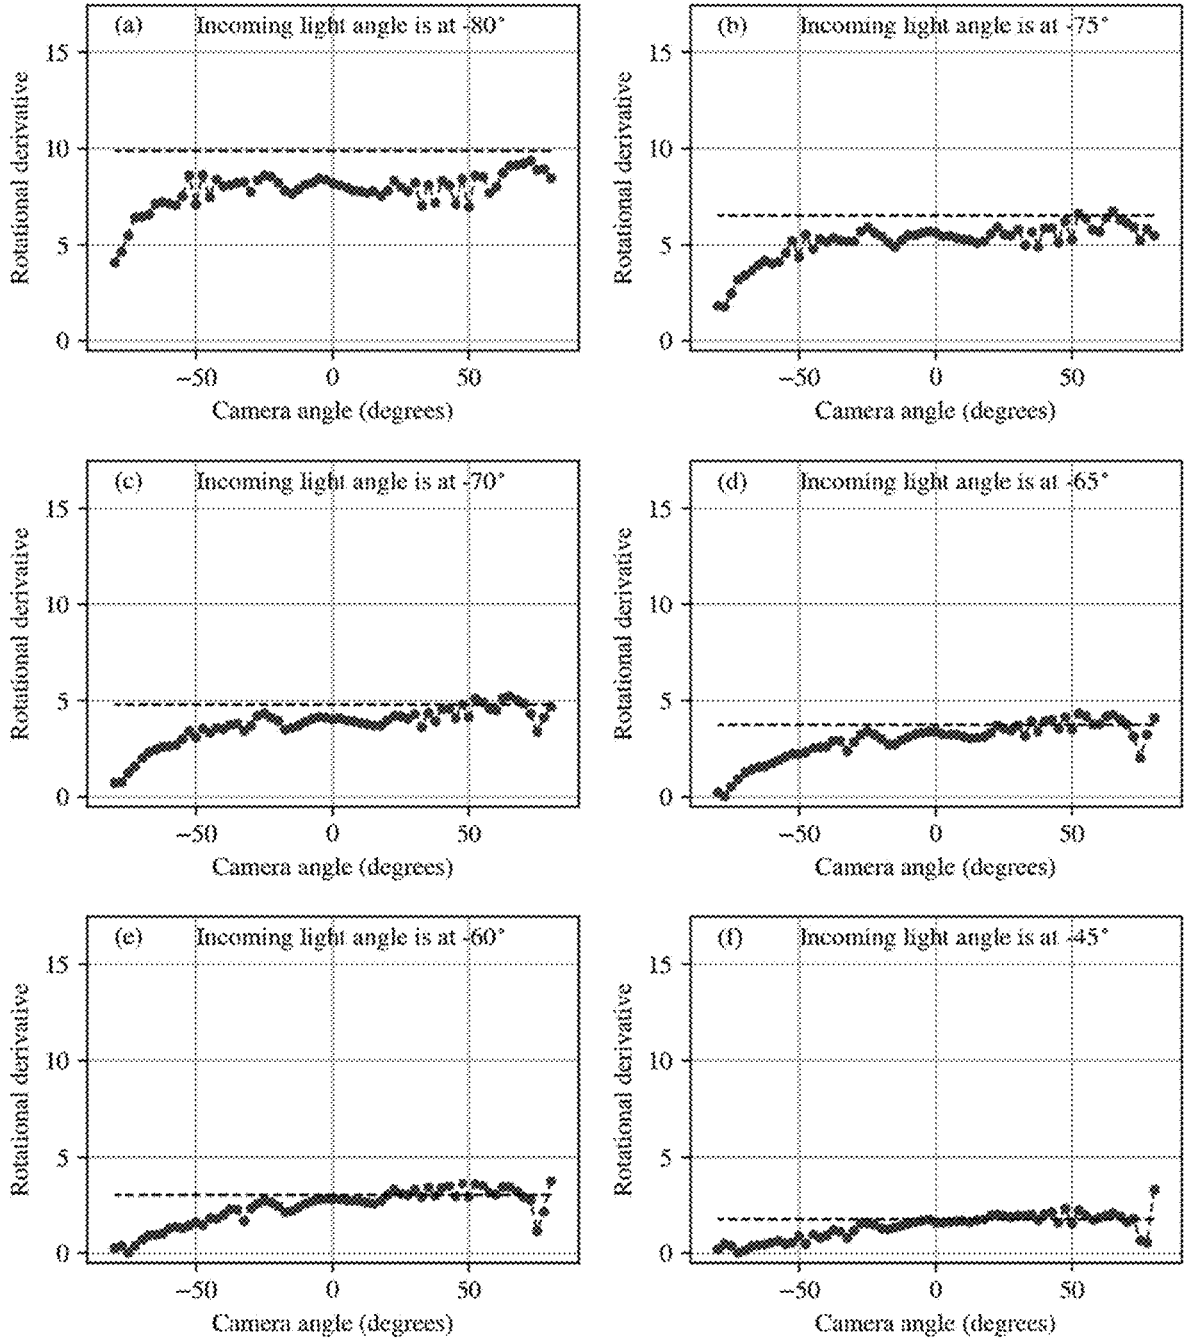 (a) Incoming light angle is at -80°
15
10
5
0
Rotational derivative
−50 0 50
Camera angle (degrees)
(b) Incoming light angle is at -75°
15
10
5
0
Rotational derivative
−50 0 50
Camera angle (degrees)
(c) Incoming light angle is at -70°
15
10
5
0
Rotational derivative
−50 0 50
Camera angle (degrees)
(d) Incoming light angle is at -65°
15
10
5
0
Rotational derivative
−50 0 50
Camera angle (degrees)
(e) Incoming light angle is at -60°
15
10
5
0
Rotational derivative
−50 0 50
Camera angle (degrees)
(f) Incoming light angle is at -45°
15
10
5
0
Rotational derivative
−50 0 50
Camera angle (degrees)